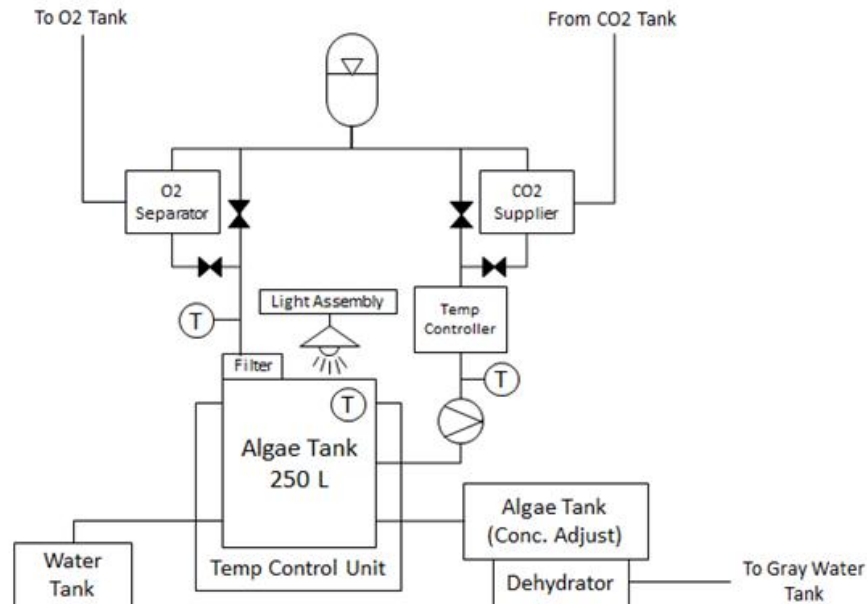 To O2 Tank
From CO2 Tank
O2
Separator
CO2
Supplier
Light Assembly
Temp
Controller
T
Filter
T
T
Algae Tank
250 L
Algae Tank
(Conc. Adjust)
Water
Tank
Temp Control Unit
Dehydrator
To Gray Water
Tank